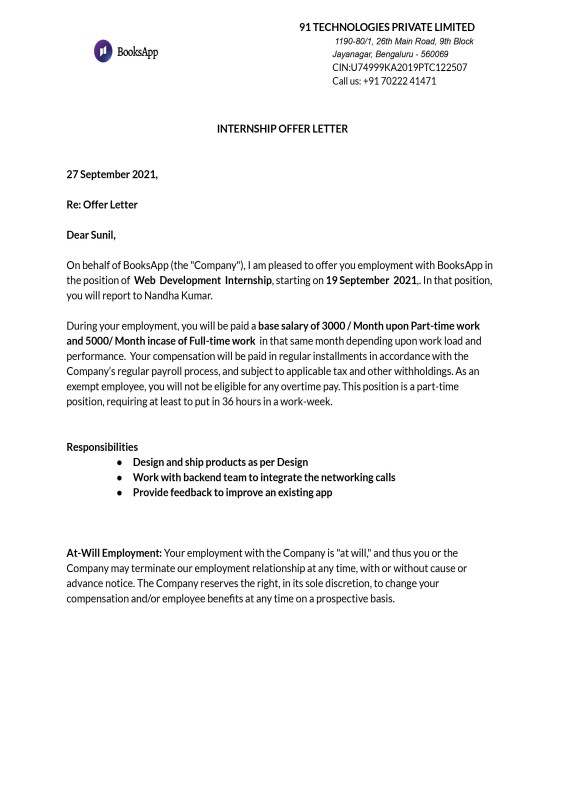 91 TECHNOLOGIES PRIVATE LIMITED
1190-80/1, 26th Main Road, 9th Block
Jayanagar, Bengaluru - 560069
CIN:U74999KA2019PTC122507
Call us: +91 70222 41471
BooksApp
INTERNSHIP OFFER LETTER
27 September 2021,
Re: Offer Letter
Dear Sunil,
On behalf of BooksApp (the "Company"), I am pleased to offer you employment with BooksApp in
the position of Web Development Internship, starting on 19 September 2021,. In that position,
you will report to Nandha Kumar.
During your employment, you will be paid a base salary of 3000 / Month upon Part-time work
and 5000/ Month incase of Full-time work in that same month depending upon work load and
performance. Your compensation will be paid in regular installments in accordance with the
Company's regular payroll process, and subject to applicable tax and other withholdings. As an
exempt employee, you will not be eligible for any overtime pay. This position is a part-time
position, requiring at least to put in 36 hours in a work-week.
Responsibilities
● Design and ship products as per Design
● Work with backend team to integrate the networking calls
● Provide feedback to improve an existing app
At-Will Employment: Your employment with the Company is "at will," and thus you or the
Company may terminate our employment relationship at any time, with or without cause or
advance notice. The Company reserves the right, in its sole discretion, to change your
compensation and/or employee benefits at any time on a prospective basis.